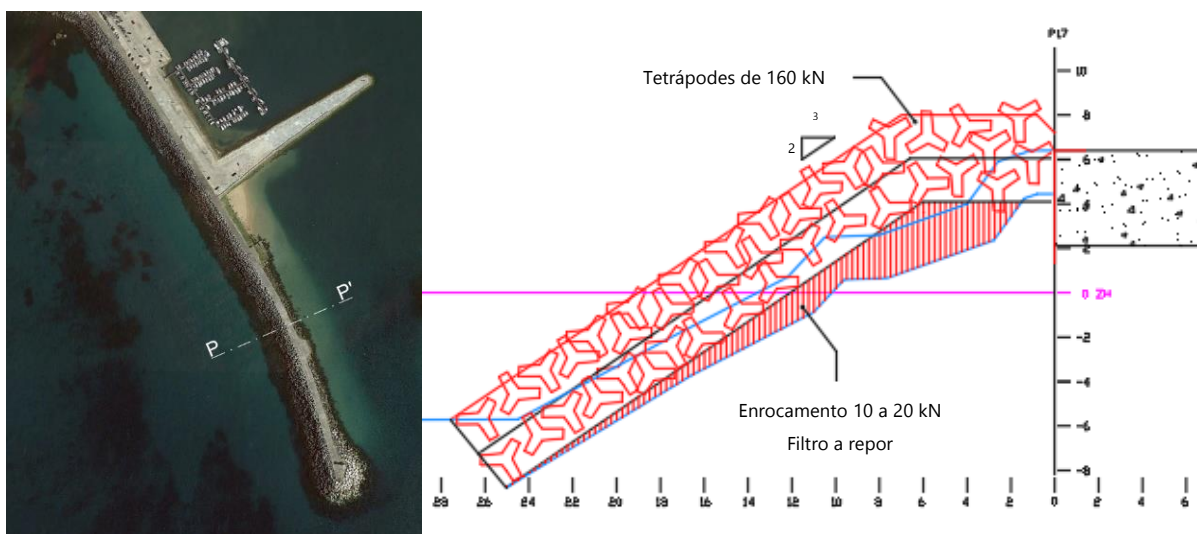 P
P'
P17
Tetrápodes de 160 kN
3
2
10
8
6
4
2
0 ZH
-2
-4
-6
-8
Enrocamento 10 a 20 kN
Filtro a repor
28 26 24 22 20 18 16 14 12 10 8 6 4 2 0 2 4 6